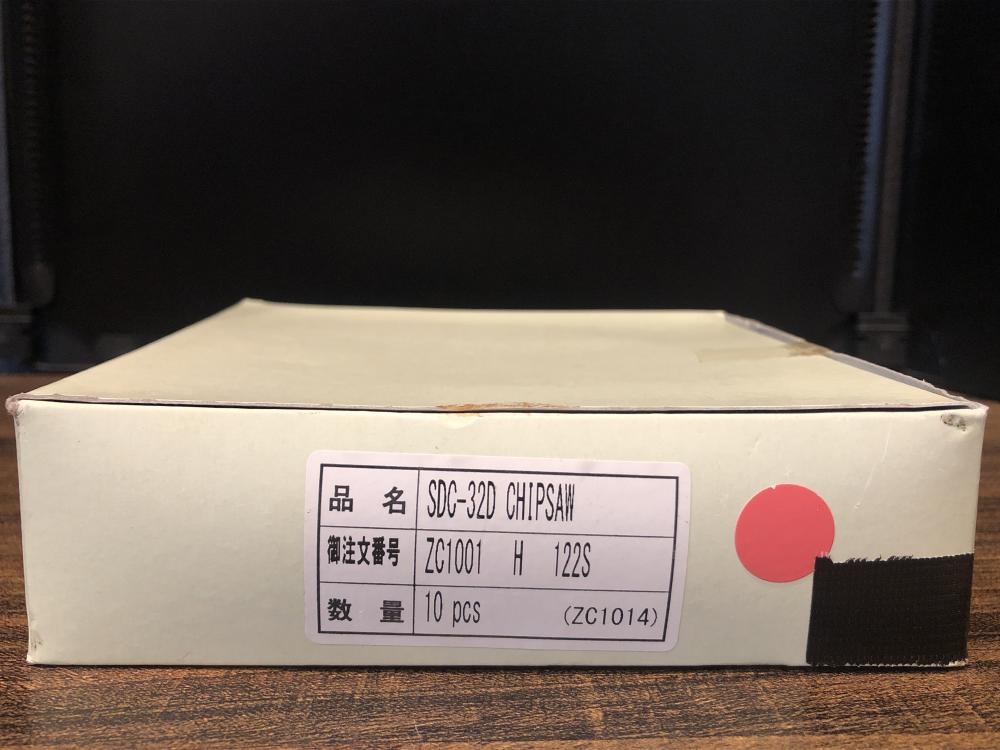 品名 SDC-32D CHIPSAW
御注文番号 ZC1001 H 122S
数量 10 pcs (ZC1014)